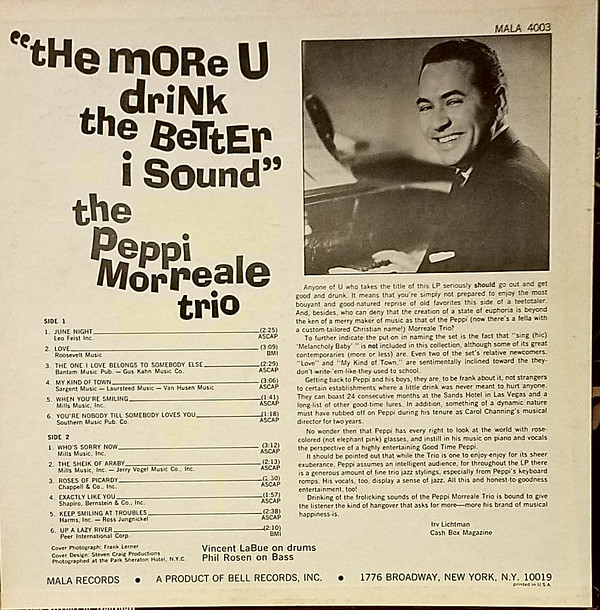 MALA 4003
"tHe mORe U
driNk
the BeTtEr
i Sound"
the
Peppi
Morreale
trio
SIDE 1
1. JUNE NIGHT (2:25)
Leo Feist Inc. ASCAP
2. LOVE (3:09)
Roosevelt Music BMI
3. THE ONE I LOVE BELONGS TO SOMEBODY ELSE (2:29)
Bantam Music Pub. — Gus Kahn Music Co. ASCAP
4. MY KIND OF TOWN (3:06)
Sargent Music — Laursteed Music — Van Husen Music ASCAP
5. WHEN YOU'RE SMILING (1:41)
Mills Music, Inc. ASCAP
6. YOU'RE NOBODY TILL SOMEBODY LOVES YOU (1:18)
Southern Music Pub. Co. ASCAP
SIDE 2
1. WHO'S SORRY NOW (3:12)
Mills Music, Inc. ASCAP
2. THE SHEIK OF ARABY (2:13)
Mills Music, Inc. — Jerry Vogel Music Co., Inc. ASCAP
3. ROSES OF PICARDY (2:30)
Chappell & Co., Inc. ASCAP
4. EXACTLY LIKE YOU (1:57)
Shapiro, Bernstein & Co., Inc. ASCAP
5. KEEP SMILING AT TROUBLES (2:38)
Harms, Inc. — Ross Jungnickel ASCAP
6. UP A LAZY RIVER (2:10)
Peer International Corp. BMI
Cover Photograph: Frank Lerner
Cover Design: Steven Craig Productions
Photographed at the Park Sheraton Hotel, N.Y.C.
Vincent LaBue on drums
Phil Rosen on Bass
Anyone of U who takes the title of this LP seriously should go out and get
good and drunk. It means that you're simply not prepared to enjoy the most
bouyant and good-natured reprise of old favorites this side of a teetotaler.
And, besides, who can deny that the creation of a state of euphoria is beyond
the ken of a merry maker of music as that of the Peppi (now there's a fella with
a custom-tailored Christian name!) Morreale Trio?
To further indicate the put-on in naming the set is the fact that "sing (hic)
'Melancholy Baby'" is not included in this collection, although some of its great
contemporaries (more or less) are. Even two of the set's relative newcomers,
"Love" and "My Kind of Town," are sentimentally inclined toward the they-
don't-write-'em-like-they-used to school.
Getting back to Peppi and his boys, they are, to be frank about it, not strangers
to certain establishments where a little drink was never meant to hurt anyone.
They can boast 24 consecutive months at the Sands Hotel in Las Vegas and a
long-list of other good-time lures. In addition, something of a dynamic nature
must have rubbed off on Peppi during his tenure as Carol Channing's musical
director for two years.
No wonder then that Peppi has every right to look at the world with rose-
colored (not elephant pink) glasses, and instill in his music on piano and vocals
the perspective of a highly entertaining Good Time Peppi.
It should be pointed out that while the Trio is one to enjoy-enjoy for its sheer
exuberance, Peppi assumes an intelligent audience, for throughout the LP there
is a generous amount of fine trio jazz stylings, especially from Peppi's keyboard
romps. His vocals, too, display a sense of jazz. All this and honest-to-goodness
entertainment, too!
Drinking of the frolicking sounds of the Peppi Morreale Trio is bound to give
the listener the kind of hangover that asks for more—more his brand of musical
happiness is.
Irv Lichtman
Cash Box Magazine
MALA RECORDS • A PRODUCT OF BELL RECORDS, INC. • 1776 BROADWAY, NEW YORK, N.Y. 10019
printed in U.S.A.